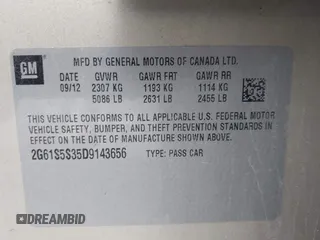 GM
MFD BY GENERAL MOTORS OF CANADA LTD.
DATE GVWR GAWR FRT GAWR RR
09/12 2307 KG 1193 KG 1114 KG
5086 LB 2631 LB 2455 LB
THIS VEHICLE CONFORMS TO ALL APPLICABLE U.S. FEDERAL MOTOR
VEHICLE SAFETY, BUMPER, AND THEFT PREVENTION STANDARDS IN
EFFECT ON THE DATE OF MANUFACTURE SHOWN ABOVE.
2G61S5S35D9143656 TYPE: PASS CAR